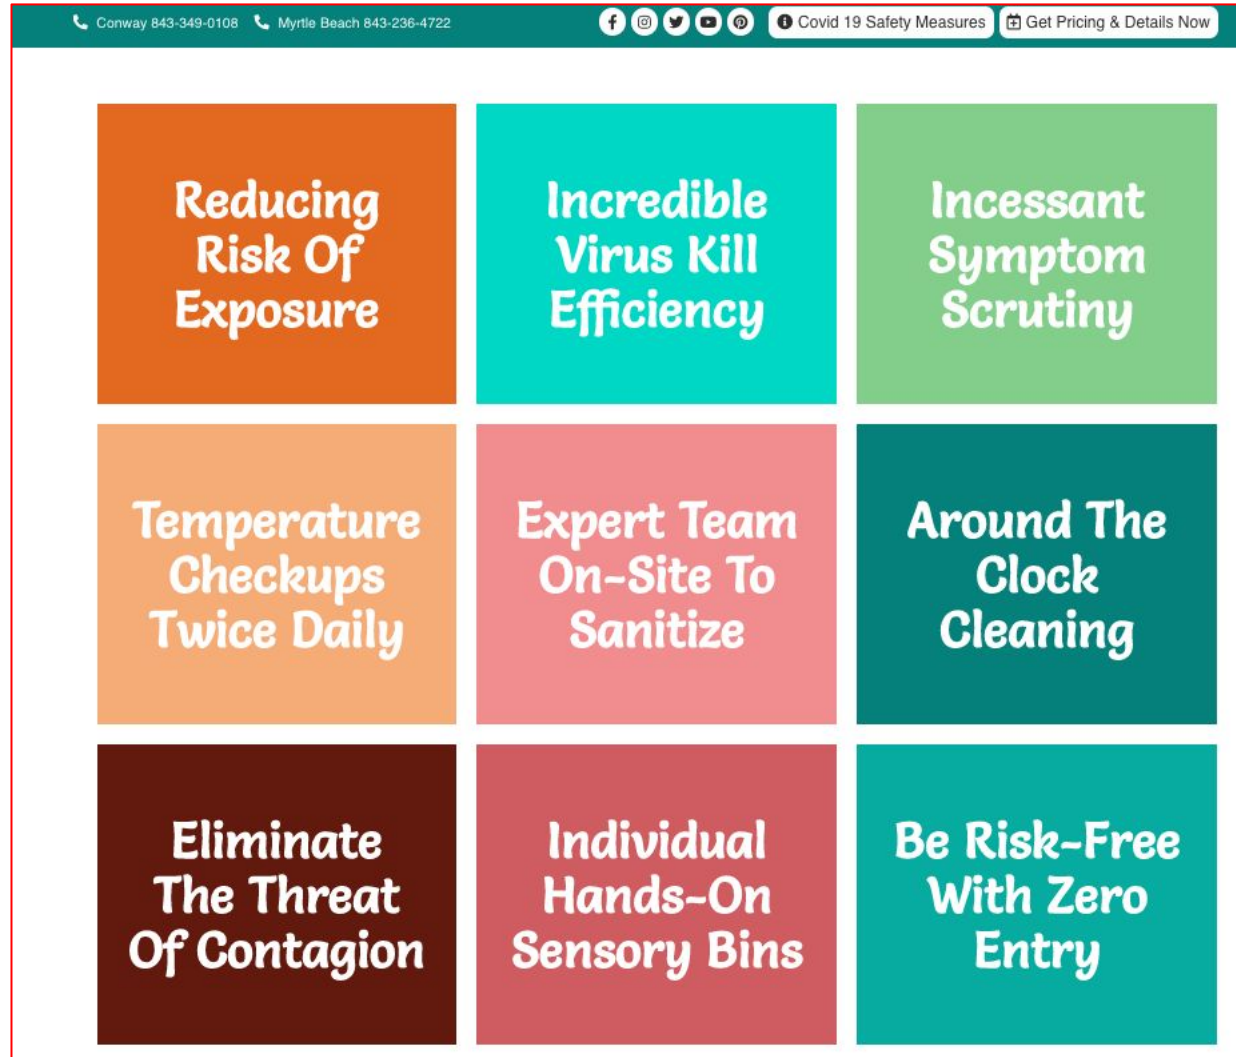 Conway 843-349-0108 Myrtle Beach 843-236-4722 Covid 19 Safety Measures Get Pricing & Details Now
Reducing
Risk Of
Exposure
Incredible
Virus Kill
Efficiency
Incessant
Symptom
Scrutiny
Temperature
Checkups
Twice Daily
Expert Team
On-Site To
Sanitize
Around The
Clock
Cleaning
Eliminate
The Threat
Of Contagion
Individual
Hands-On
Sensory Bins
Be Risk-Free
With Zero
Entry